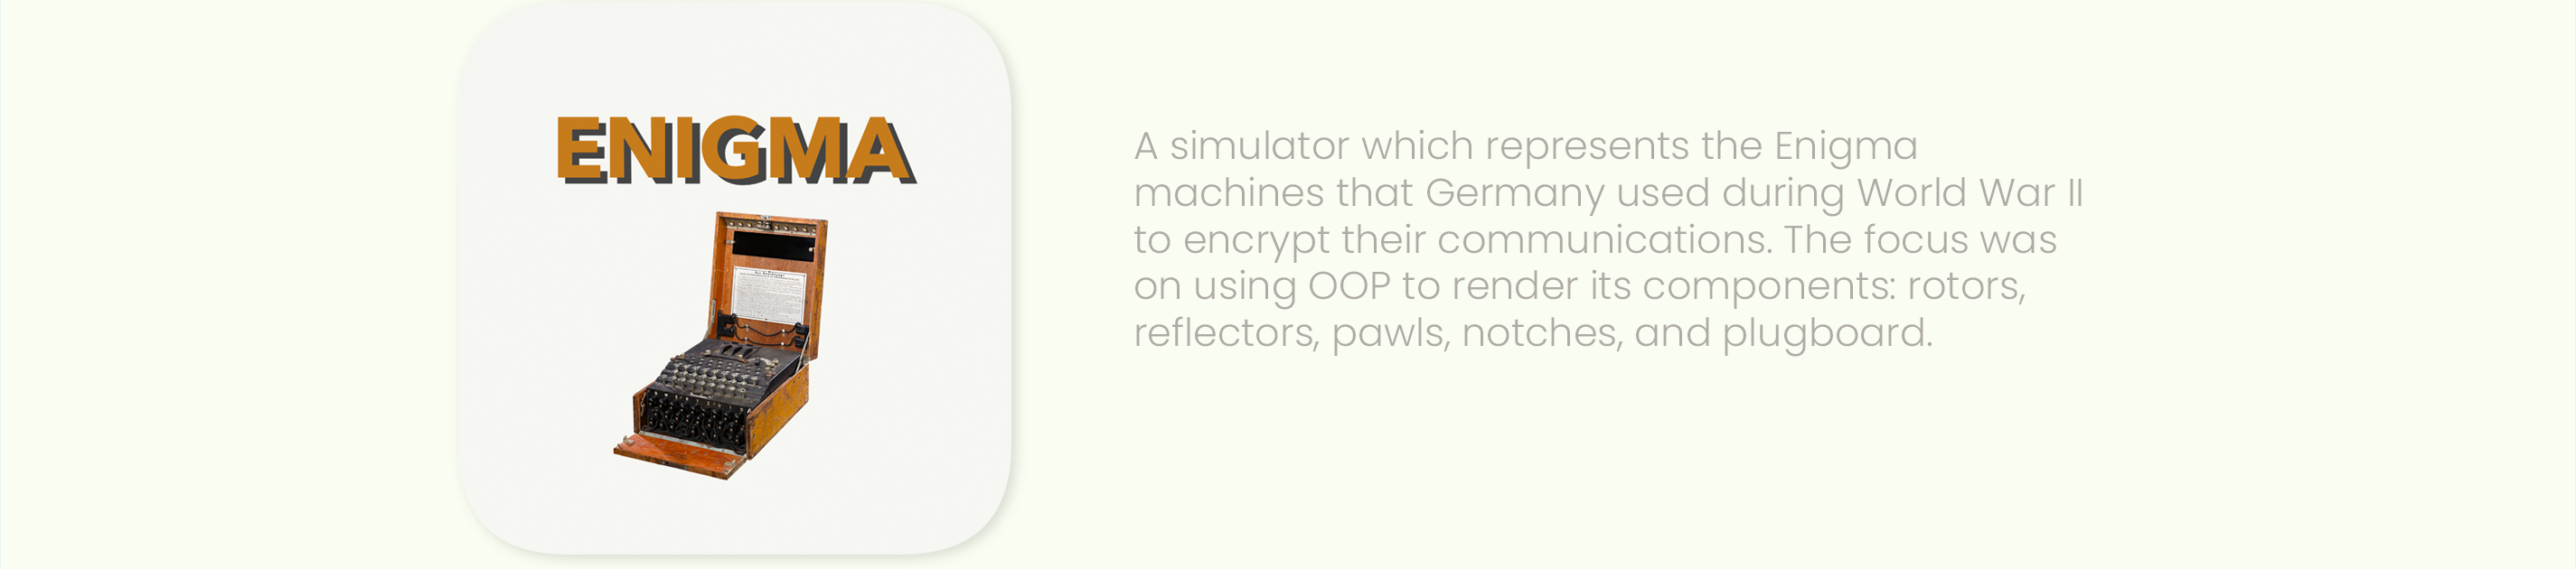 ENIGMA
A simulator which represents the Enigma
machines that Germany used during World War II
to encrypt their communications. The focus was
on using OOP to render its components: rotors,
reflectors, pawls, notches, and plugboard.